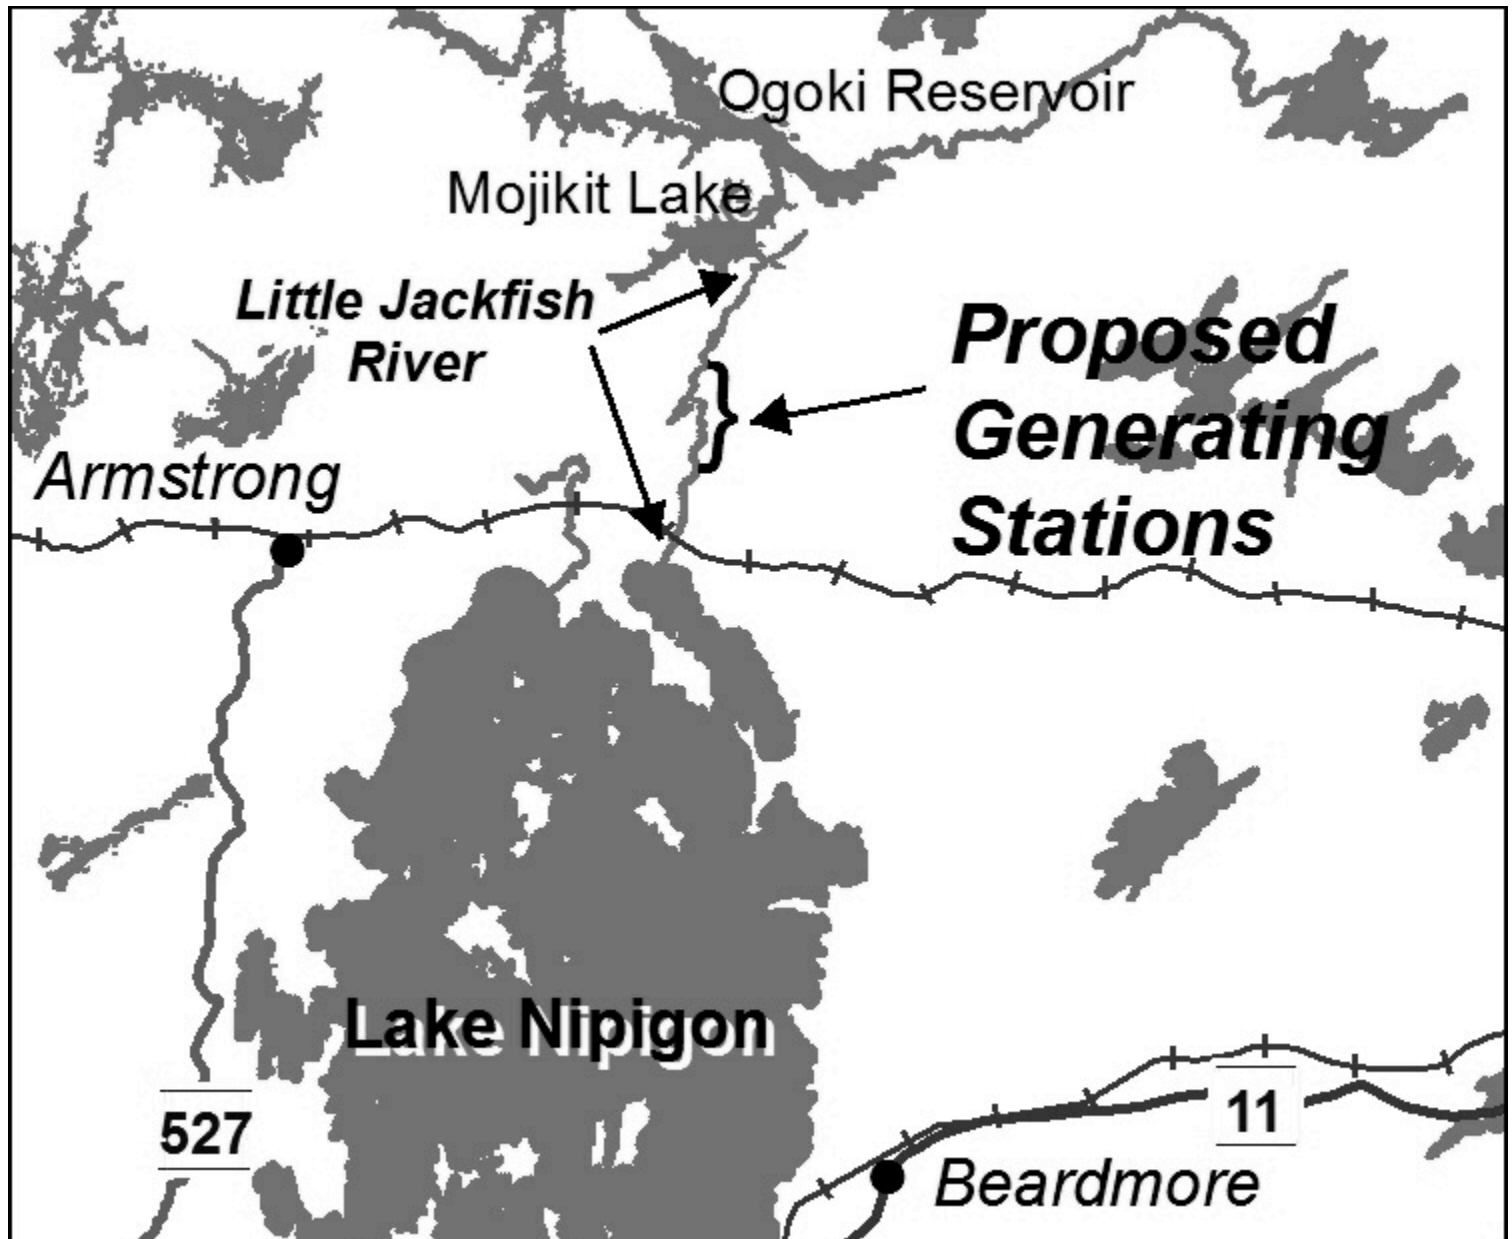 Ogoki Reservoir
Mojikit Lake
Little Jackfish
River
Proposed
Generating
Stations
Armstrong
Lake Nipigon
527
11
Beardmore